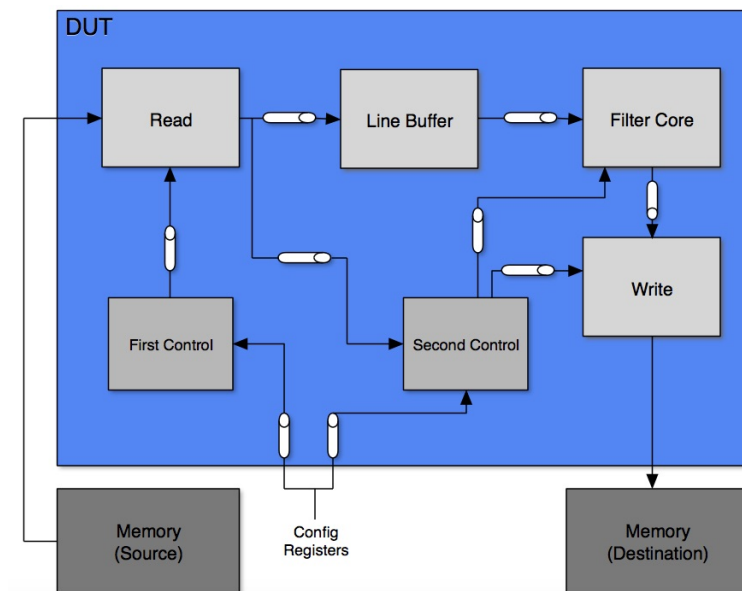 DUT
Read
Line Buffer
Filter Core
Write
First Control
Second Control
Memory
(Source)
Config
Registers
Memory
(Destination)